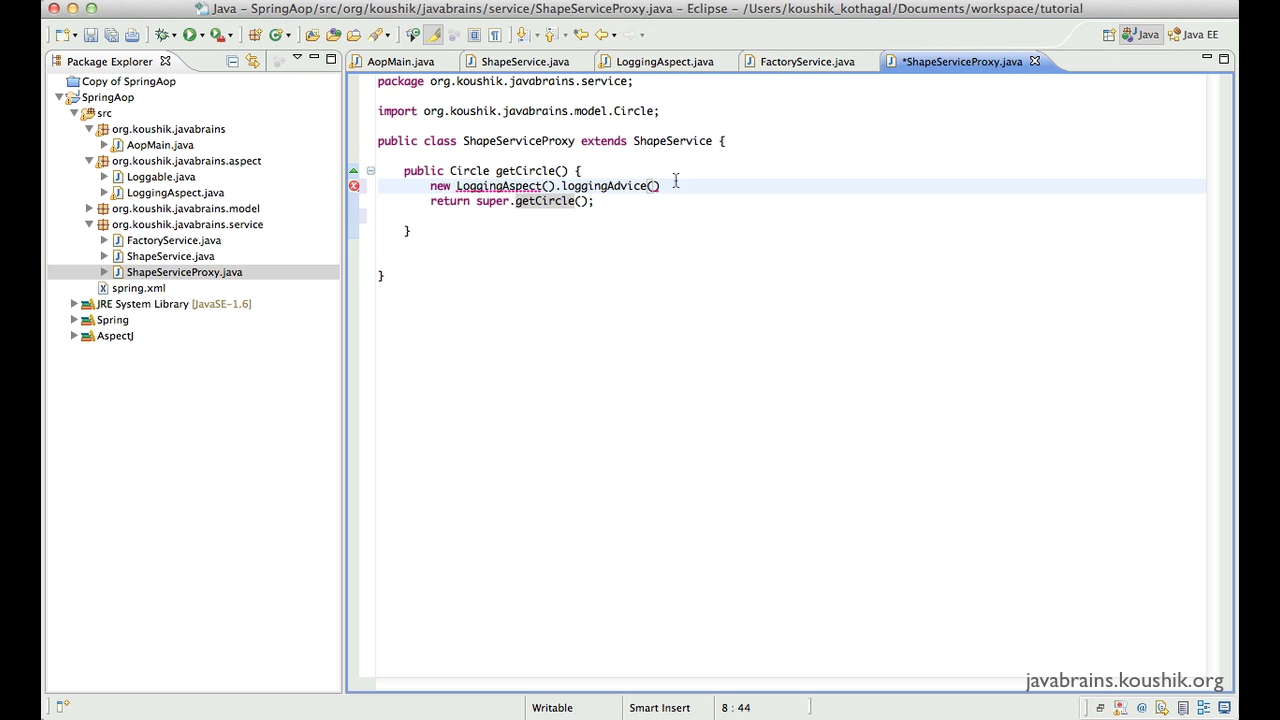 Java - SpringAop/src/org/koushik/javabrains/service/ShapeServiceProxy.java - Eclipse - /Users/koushik_kothagal/Documents/workspace/tutorial
Java
Java EE
Package Explorer
AopMain.java
ShapeService.java
LoggingAspect.java
FactoryService.java
*ShapeServiceProxy.java
Copy of SpringAop
SpringAop
src
org.koushik.javabrains
AopMain.java
org.koushik.javabrains.aspect
Loggable.java
LoggingAspect.java
org.koushik.javabrains.model
org.koushik.javabrains.service
FactoryService.java
ShapeService.java
ShapeServiceProxy.java
spring.xml
JRE System Library [JavaSE-1.6]
Spring
AspectJ
package org.koushik.javabrains.service;
import org.koushik.javabrains.model.Circle;
public class ShapeServiceProxy extends ShapeService {
public Circle getCircle() {
new LoggingAspect().loggingAdvice()
return super.getCircle();
}
}
javabrains.koushik.org
Writable
Smart Insert
8 : 44